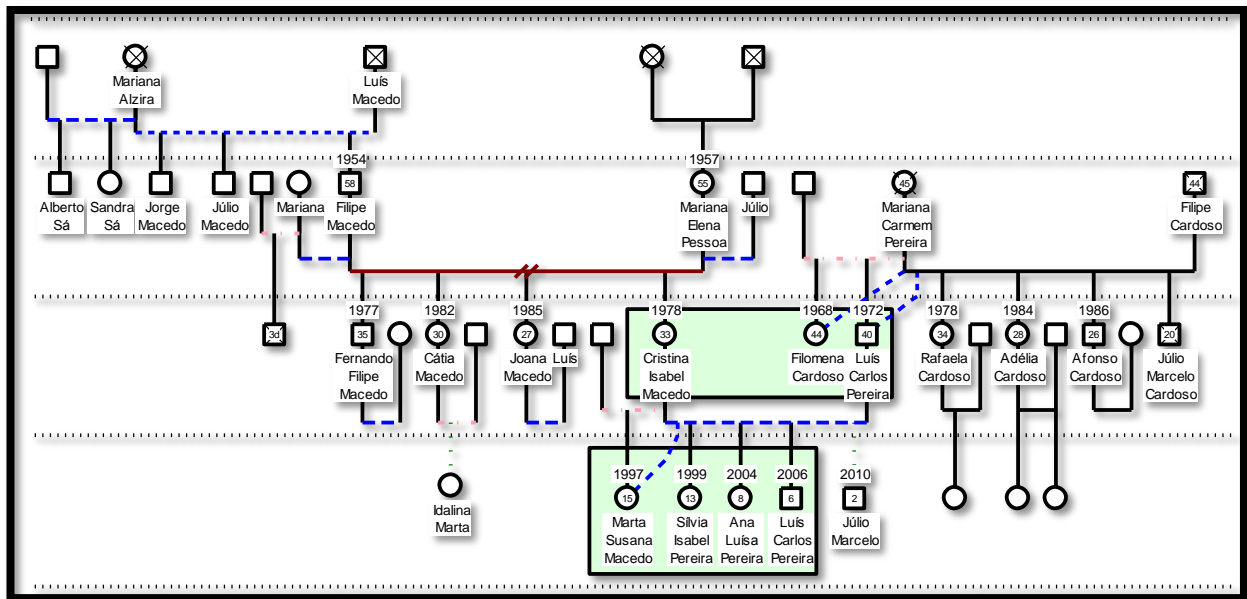 Mariana
Alzira
Luís
Macedo
1954
1957
58
55
45
44
Alberto
Sá
Sandra
Sá
Jorge
Macedo
Júlio
Macedo
Mariana
Filipe
Macedo
Mariana
Elena
Pessoa
Júlio
Mariana
Carmem
Pereira
Filipe
Cardoso
1977
1982
1985
1978
1968
1972
1978
1984
1986
3d
35
30
27
33
44
40
34
28
26
20
Fernando
Filipe
Macedo
Cátia
Macedo
Joana
Macedo
Luís
Cristina
Isabel
Macedo
Filomena
Cardoso
Luís
Carlos
Pereira
Rafaela
Cardoso
Adélia
Cardoso
Afonso
Cardoso
Júlio
Marcelo
Cardoso
1997
1999
2004
2006
2010
15
13
8
6
2
Idalina
Marta
Marta
Susana
Macedo
Sílvia
Isabel
Pereira
Ana
Luísa
Pereira
Luís
Carlos
Pereira
Júlio
Marcelo